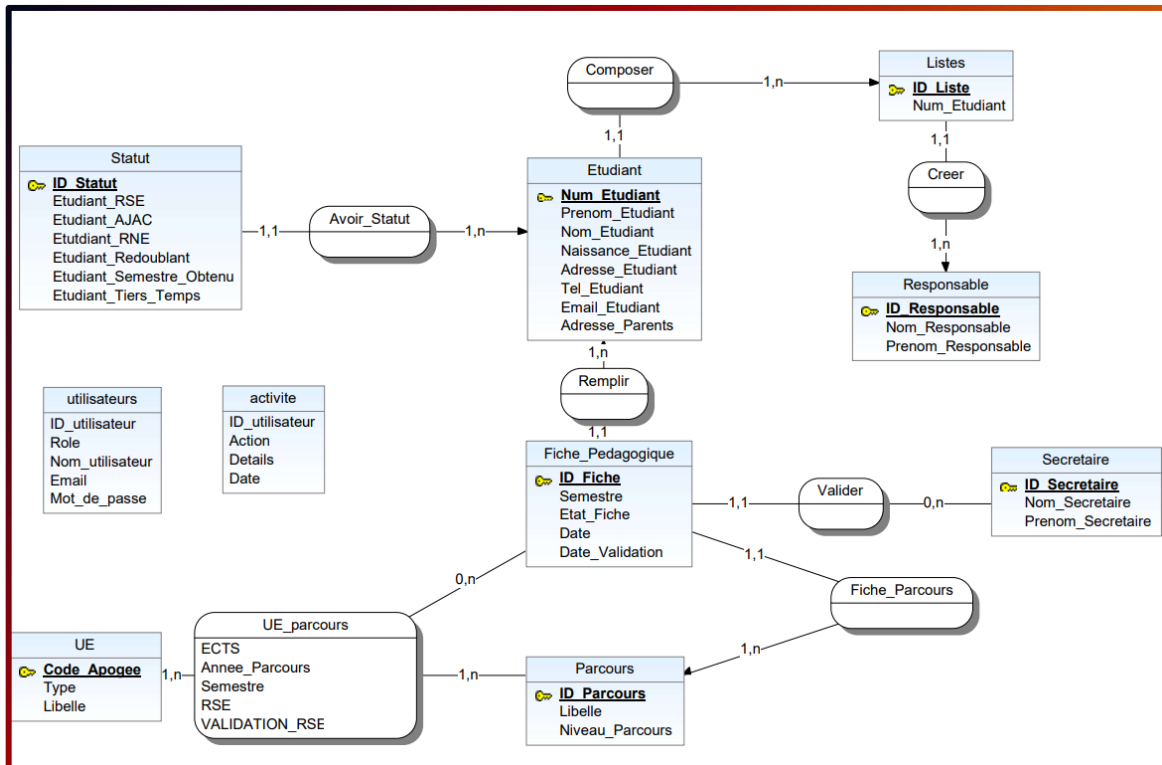 Composer
1,n
Listes
ID_Liste
Num_Etudiant
1,1
1,1
Statut
ID_Statut
Etudiant_RSE
Etudiant_AJAC
Etutdiant_RNE
Etudiant_Redoublant
Etudiant_Semestre_Obtenu
Etudiant_Tiers_Temps
1,1
Avoir_Statut
1,n
Etudiant
Num_Etudiant
Prenom_Etudiant
Nom_Etudiant
Naissance_Etudiant
Adresse_Etudiant
Tel_Etudiant
Email_Etudiant
Adresse_Parents
Creer
1,n
Responsable
ID_Responsable
Nom_Responsable
Prenom_Responsable
1,n
Remplir
1,1
utilisateurs
ID_utilisateur
Role
Nom_utilisateur
Email
Mot_de_passe
activite
ID_utilisateur
Action
Details
Date
Fiche_Pedagogique
ID_Fiche
Semestre
Etat_Fiche
Date
Date_Validation
1,1
Valider
0,n
Secretaire
ID_Secretaire
Nom_Secretaire
Prenom_Secretaire
1,1
Fiche_Parcours
1,n
0,n
UE
Code_Apogee
Type
Libelle
1,n
UE_parcours
ECTS
Annee_Parcours
Semestre
RSE
VALIDATION_RSE
1,n
Parcours
ID_Parcours
Libelle
Niveau_Parcours